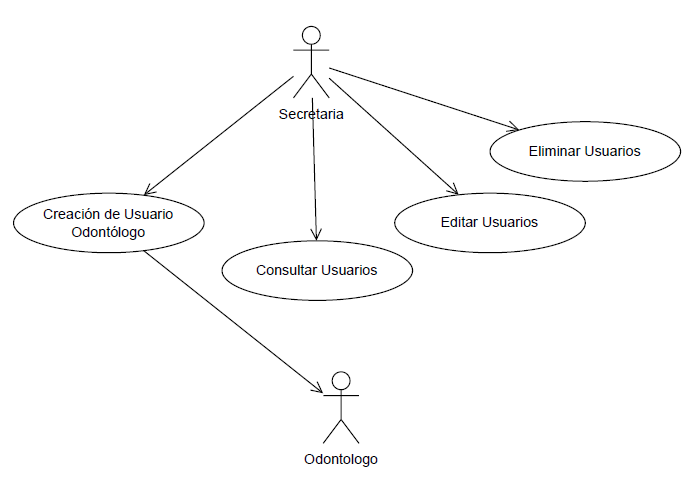 Secretaria
Eliminar Usuarios
Creación de Usuario
Odontólogo
Editar Usuarios
Consultar Usuarios
Odontologo